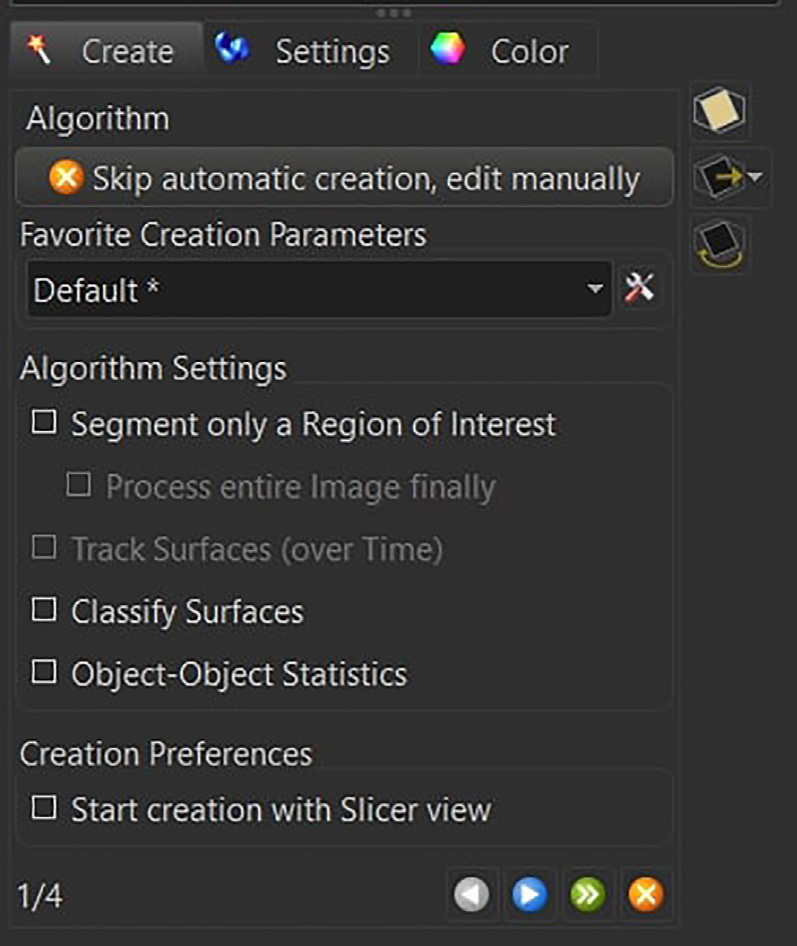 Create Settings Color
Algorithm
Skip automatic creation, edit manually
Favorite Creation Parameters
Default *
Algorithm Settings
Segment only a Region of Interest
Process entire Image finally
Track Surfaces (over Time)
Classify Surfaces
Object-Object Statistics
Creation Preferences
Start creation with Slicer view
1/4